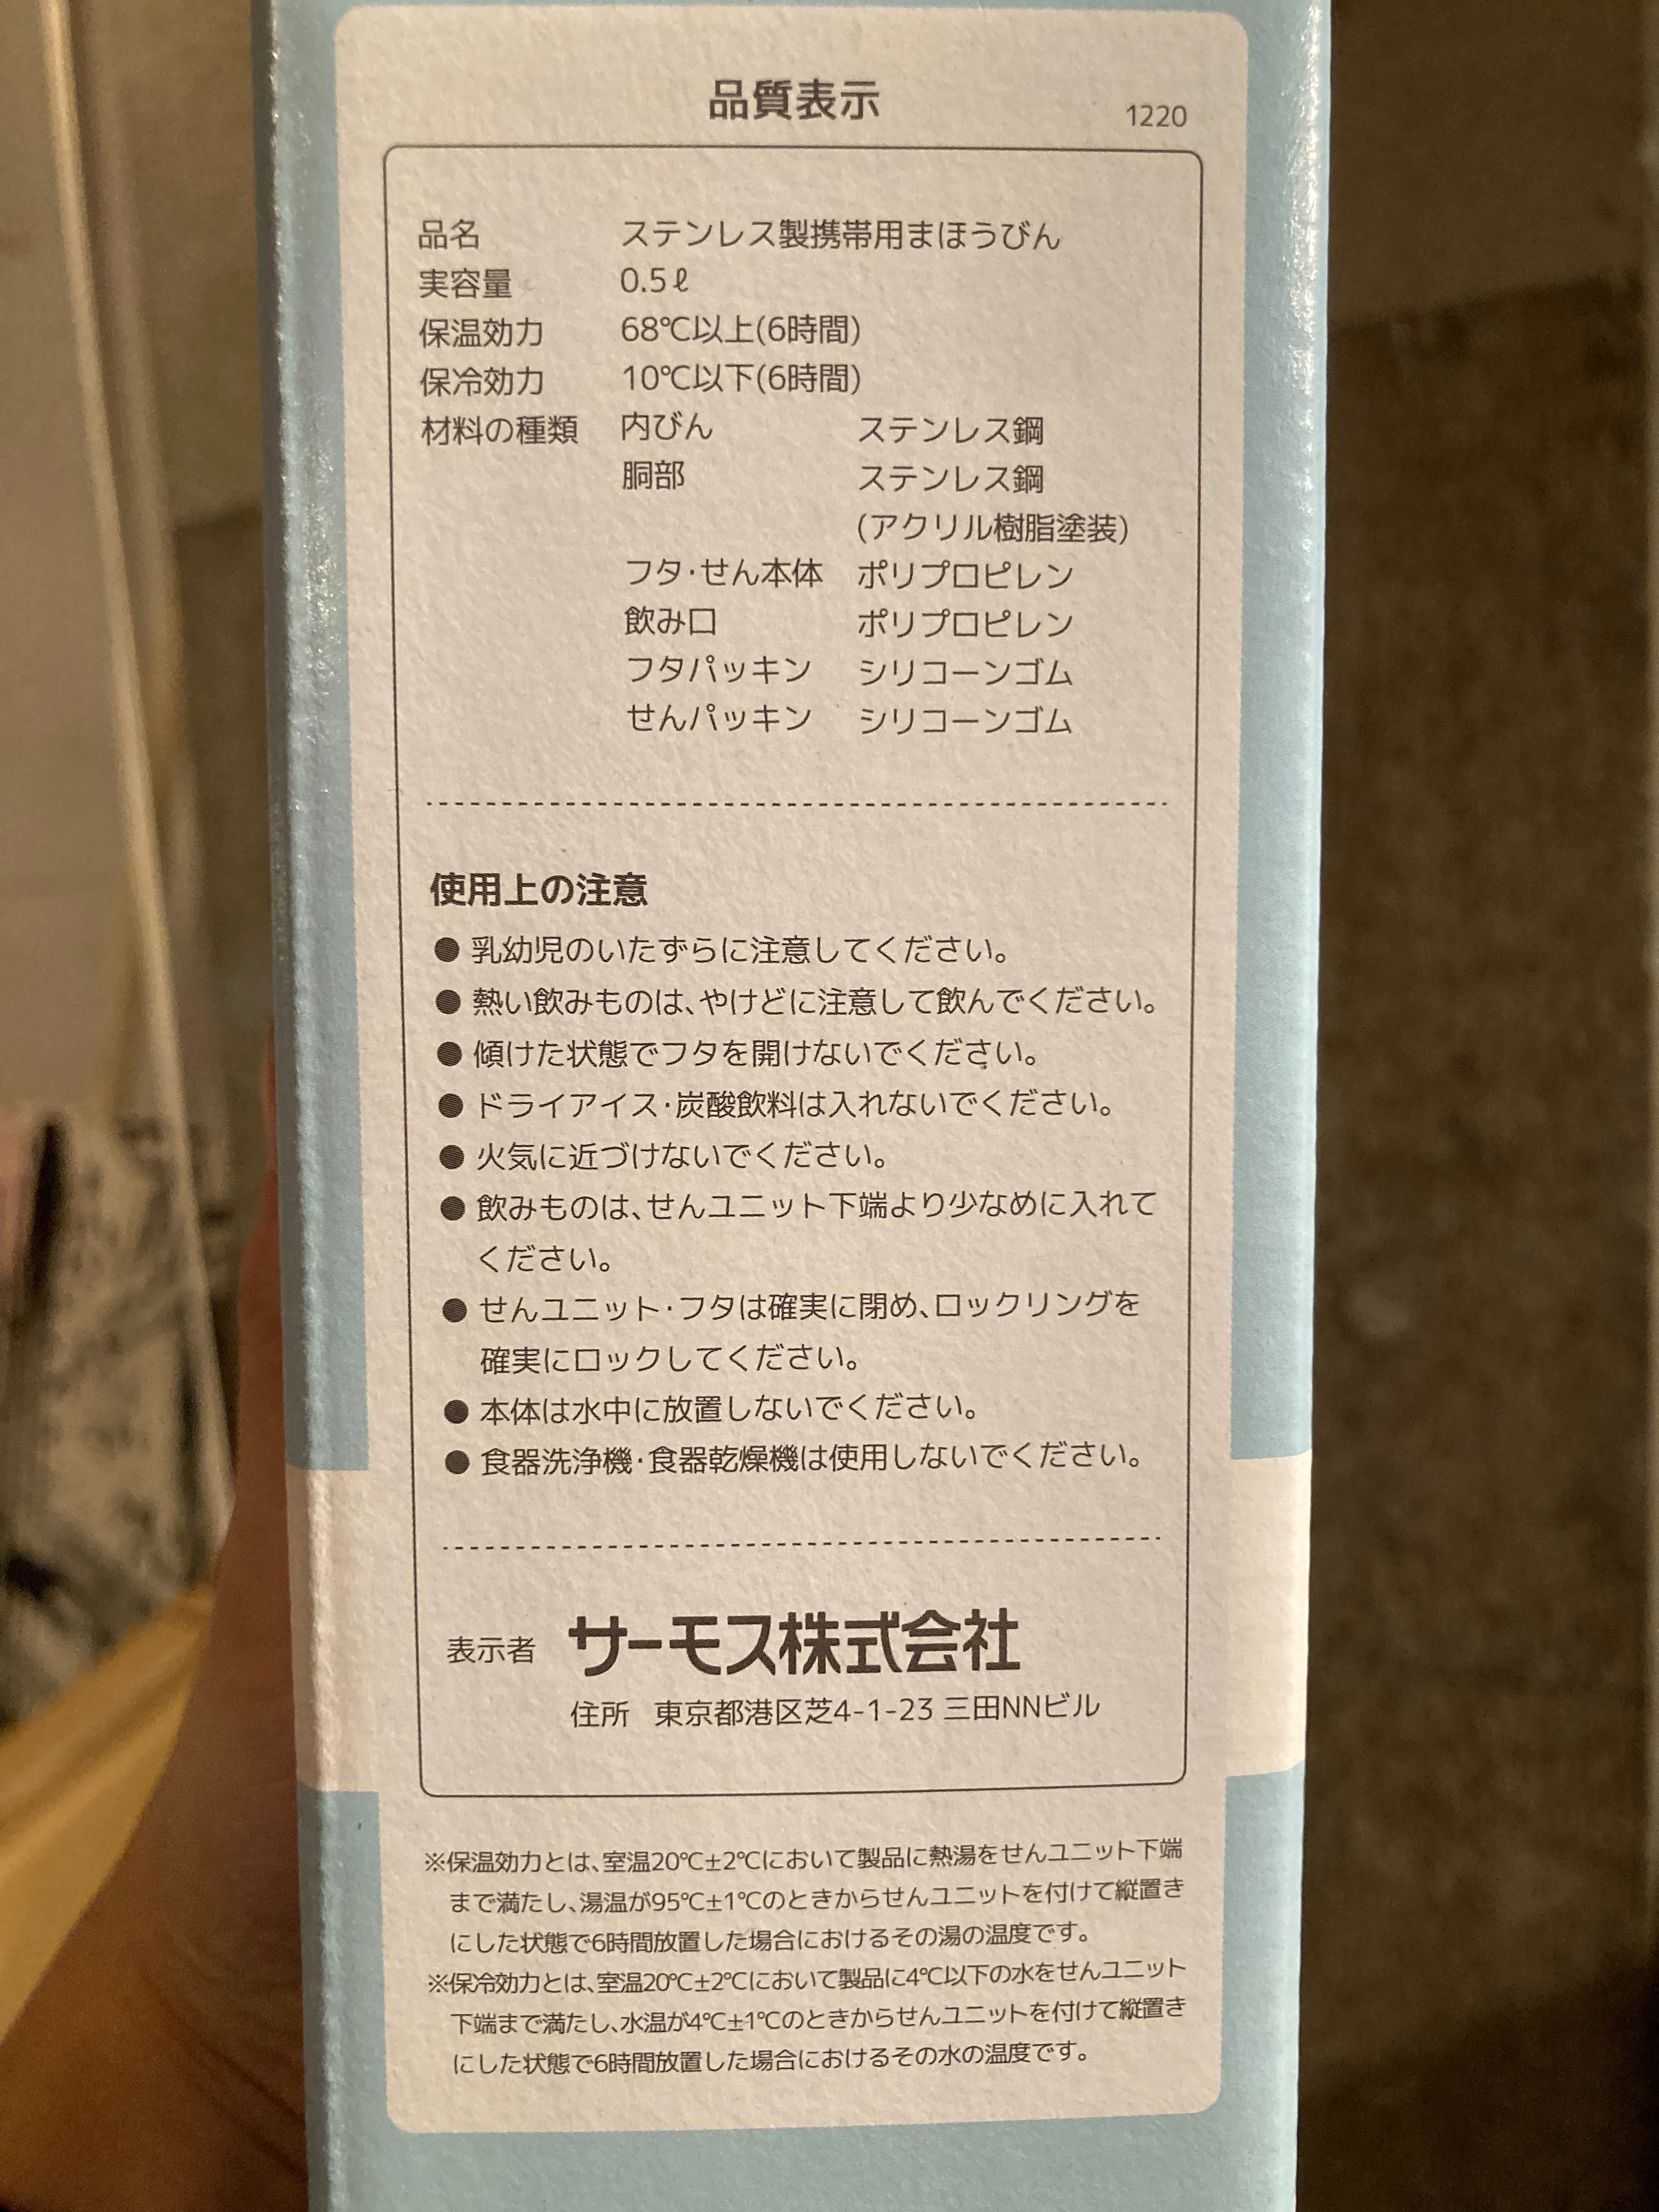 品質表示
1220
品名 ステンレス製携帯用まほうびん
実容量 0.5ℓ
保温効力 68℃以上(6時間)
保冷効力 10℃以下(6時間)
材料の種類 内びん ステンレス鋼
胴部 ステンレス鋼
(アクリル樹脂塗装)
フタ·せん本体 ポリプロピレン
飲み口 ポリプロピレン
フタパッキン シリコーンゴム
せんパッキン シリコーンゴム
使用上の注意
● 乳幼児のいたずらに注意してください。
● 熱い飲みものは、やけどに注意して飲んでください。
● 傾けた状態でフタを開けないでください。
● ドライアイス·炭酸飲料は入れないでください。
● 火気に近づけないでください。
● 飲みものは、せんユニット下端より少なめに入れて
ください。
● せんユニット·フタは確実に閉め、ロックリングを
確実にロックしてください。
● 本体は水中に放置しないでください。
● 食器洗浄機·食器乾燥機は使用しないでください。
表示者 サーモス株式会社
住所 東京都港区芝4-1-23 三田NNビル
※保温効力とは、室温20℃±2℃において製品に熱湯をせんユニット下端
まで満たし、湯温が95℃±1℃のときからせんユニットを付けて縦置き
にした状態で6時間放置した場合におけるその湯の温度です。
※保冷効力とは、室温20℃±2℃において製品に4℃以下の水をせんユニット
下端まで満たし、水温が4℃±1℃のときからせんユニットを付けて縦置き
にした状態で6時間放置した場合におけるその水の温度です。